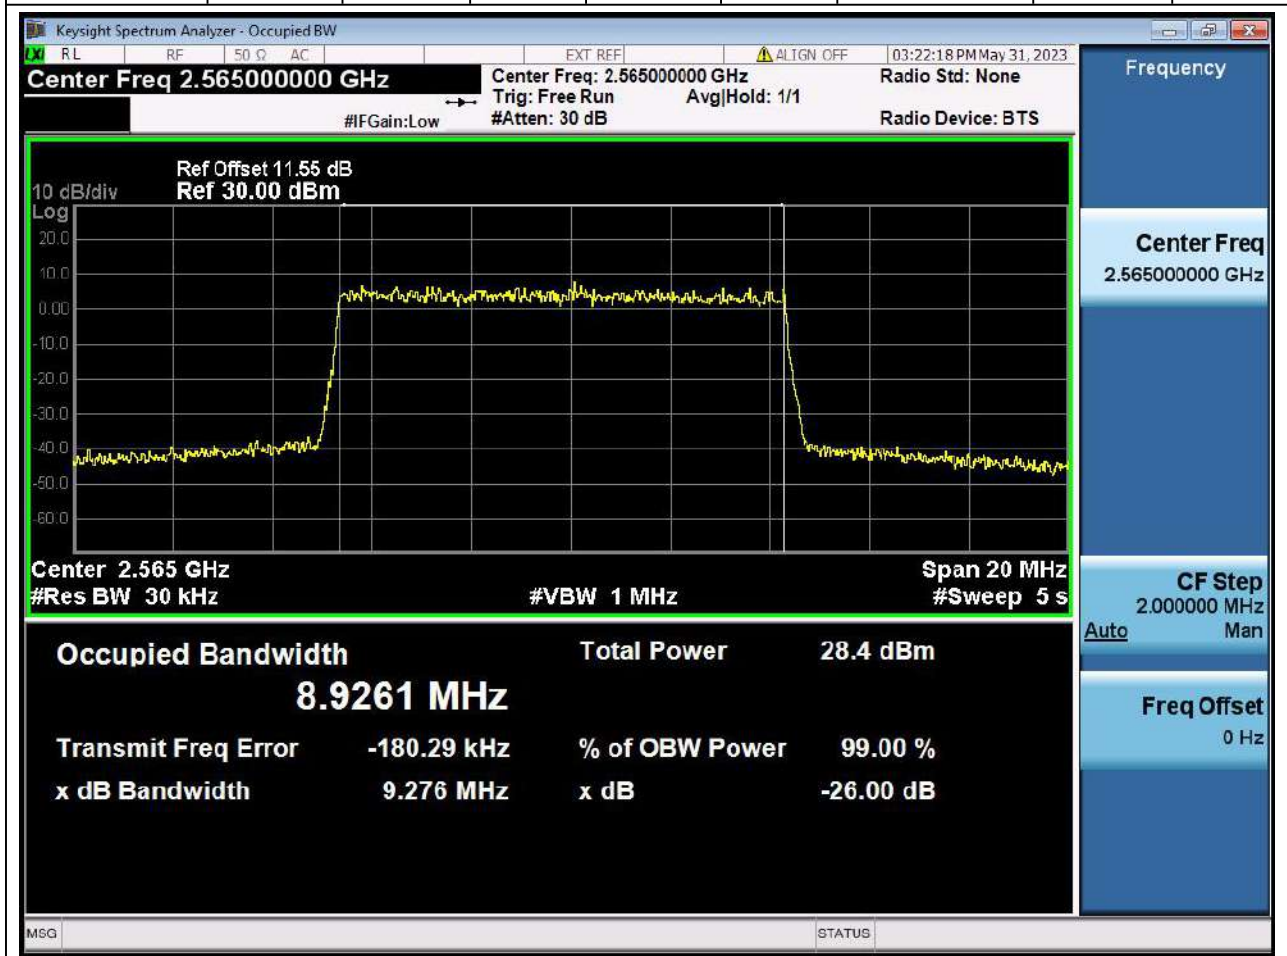 Keysight Spectrum Analyzer - Occupied BW
LXI RL RF 50 Ω AC EXT REF ALIGN OFF 03:22:18 PM May 31, 2023
Center Freq 2.565000000 GHz
Center Freq: 2.565000000 GHz
Radio Std: None
Trig: Free Run Avg|Hold: 1/1
#IFGain:Low #Atten: 30 dB Radio Device: BTS
Ref Offset 11.55 dB
10 dB/div Ref 30.00 dBm
Log
20.0
10.0
0.00
-10.0
-20.0
-30.0
-40.0
-50.0
-60.0
Center 2.565 GHz Span 20 MHz
#Res BW 30 kHz #VBW 1 MHz #Sweep 5 s
Occupied Bandwidth Total Power 28.4 dBm
8.9261 MHz
Transmit Freq Error -180.29 kHz % of OBW Power 99.00 %
x dB Bandwidth 9.276 MHz x dB -26.00 dB
MSG STATUS
Frequency
Center Freq
2.565000000 GHz
CF Step
2.000000 MHz
Auto Man
Freq Offset
0 Hz